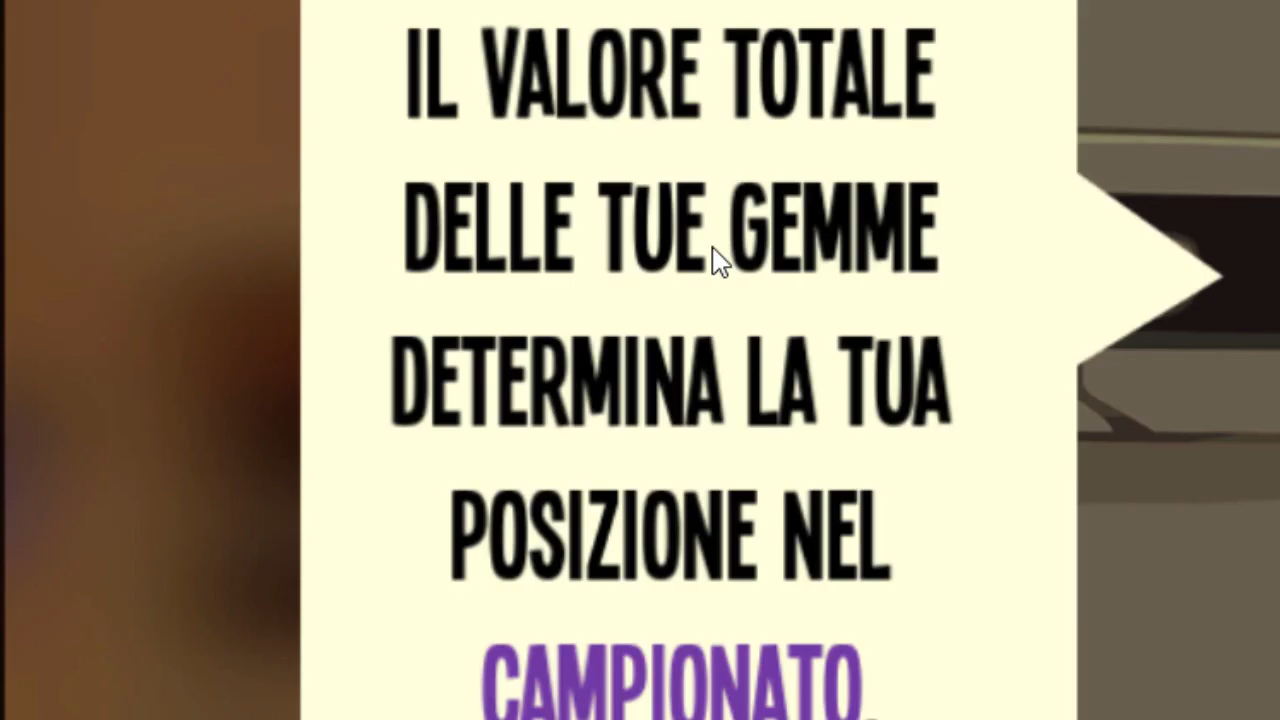 IL VALORE TOTALE
DELLE TUE GEMME
DETERMINA LA TUA
POSIZIONE NEL
CAMPIONATO.